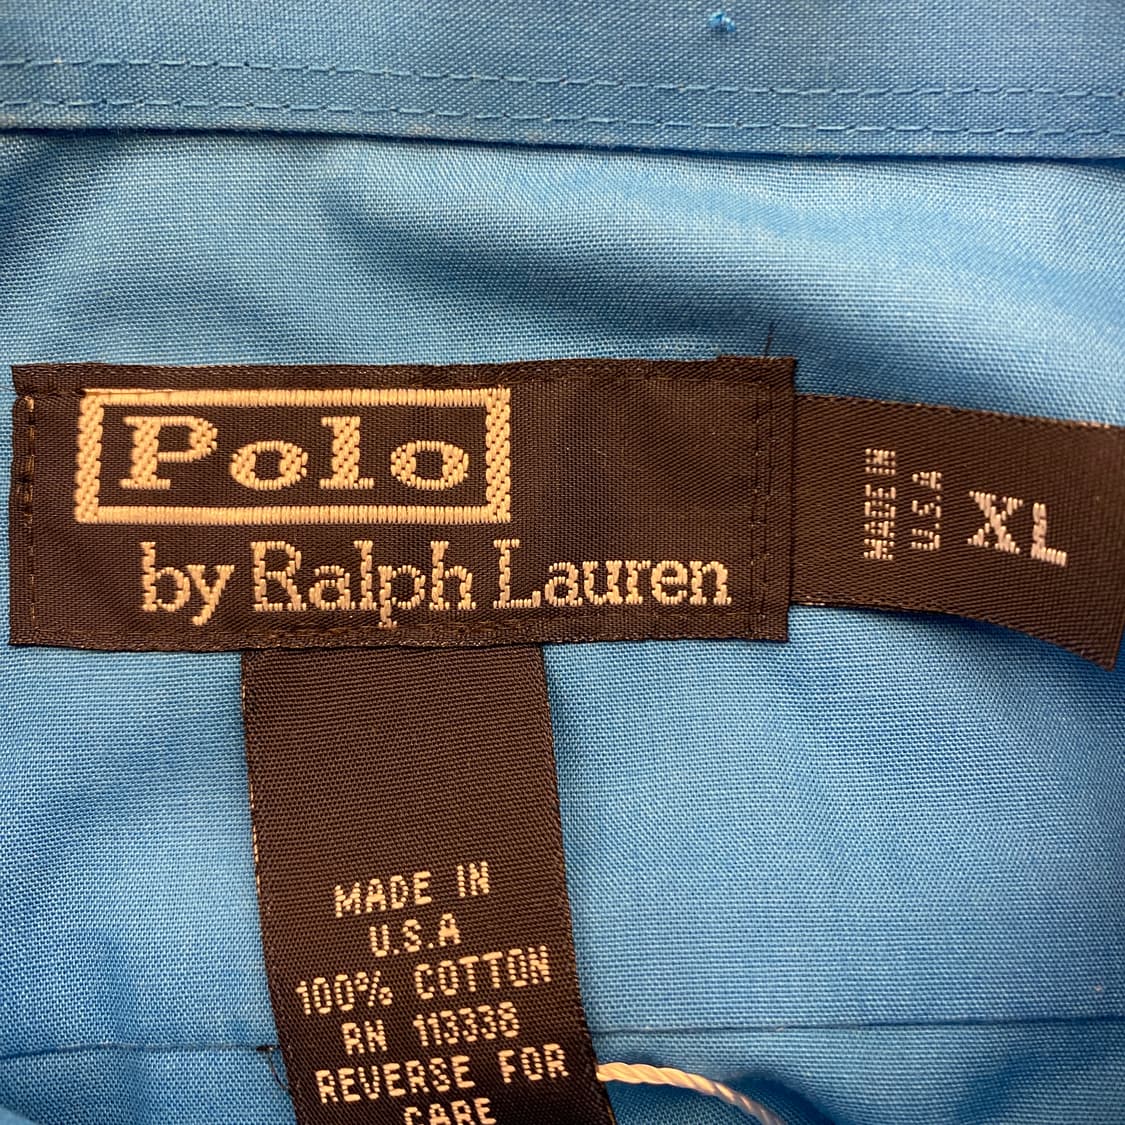 Polo
by Ralph Lauren
MADE IN
U.S.A
XL
MADE IN
U.S.A
100% COTTON
RN 113338
REVERSE FOR
CARE